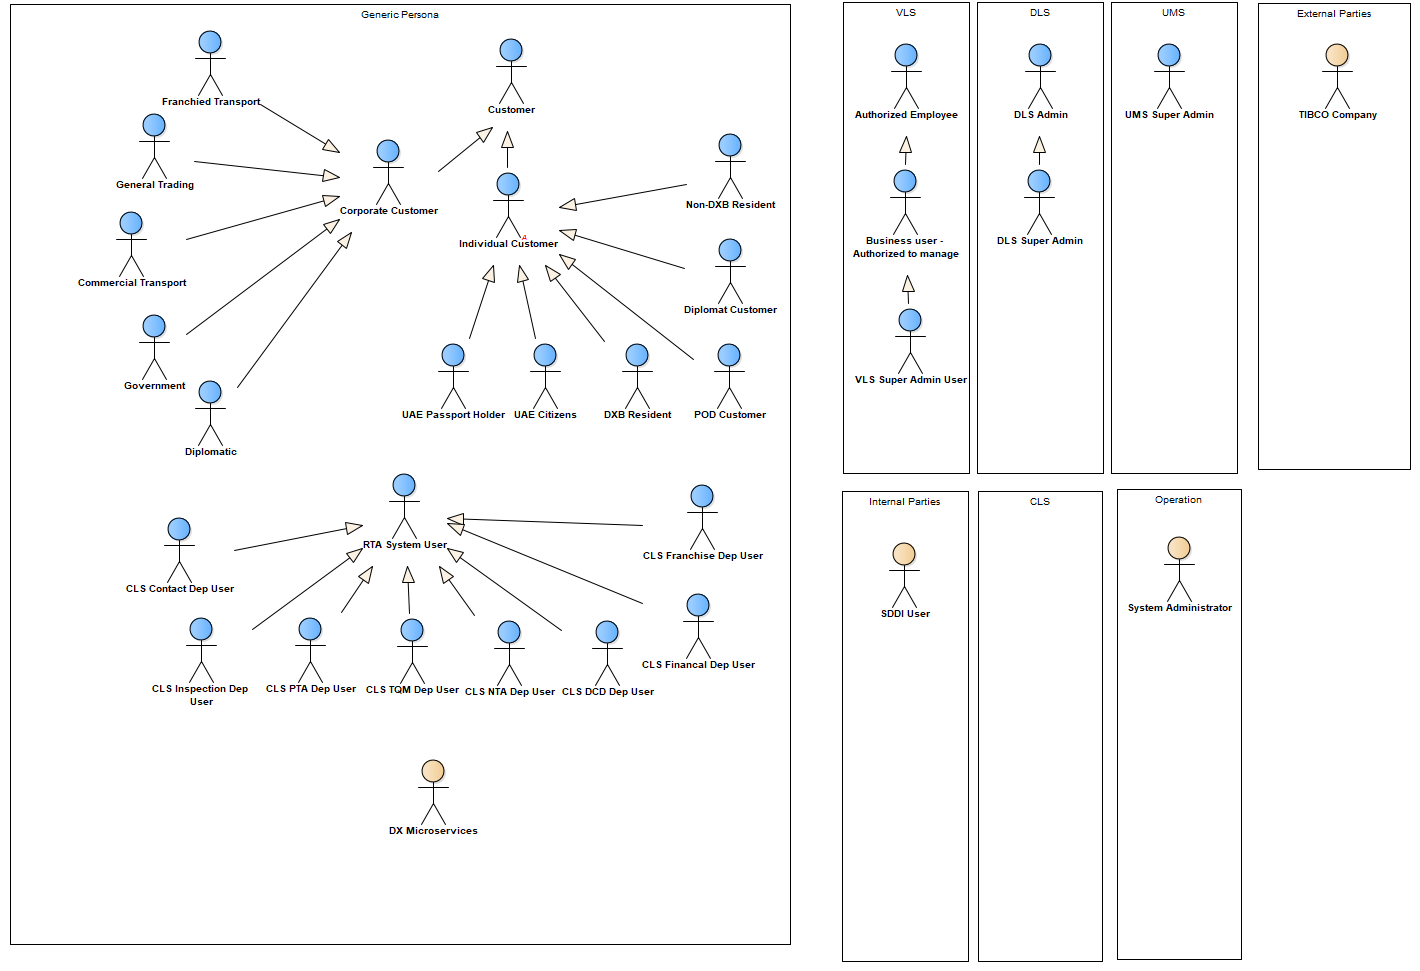 Generic Persona
Franchied Transport
Customer
General Trading
Corporate Customer
Non-DXB Resident
Individual Customer
A
Commercial Transport
Diplomat Customer
Government
UAE Passport Holder
UAE Citizens
DXB Resident
POD Customer
Diplomatic
RTA System User
CLS Franchise Dep User
CLS Contact Dep User
CLS Financal Dep User
CLS Inspection Dep
User
CLS PTA Dep User
CLS TQM Dep User
CLS NTA Dep User
CLS DCD Dep User
DX Microservices
VLS
Authorized Employee
Business user -
Authorized to manage
VLS Super Admin User
DLS
DLS Admin
DLS Super Admin
UMS
UMS Super Admin
External Parties
TIBCO Company
Internal Parties
SDDI User
CLS
Operation
System Administrator